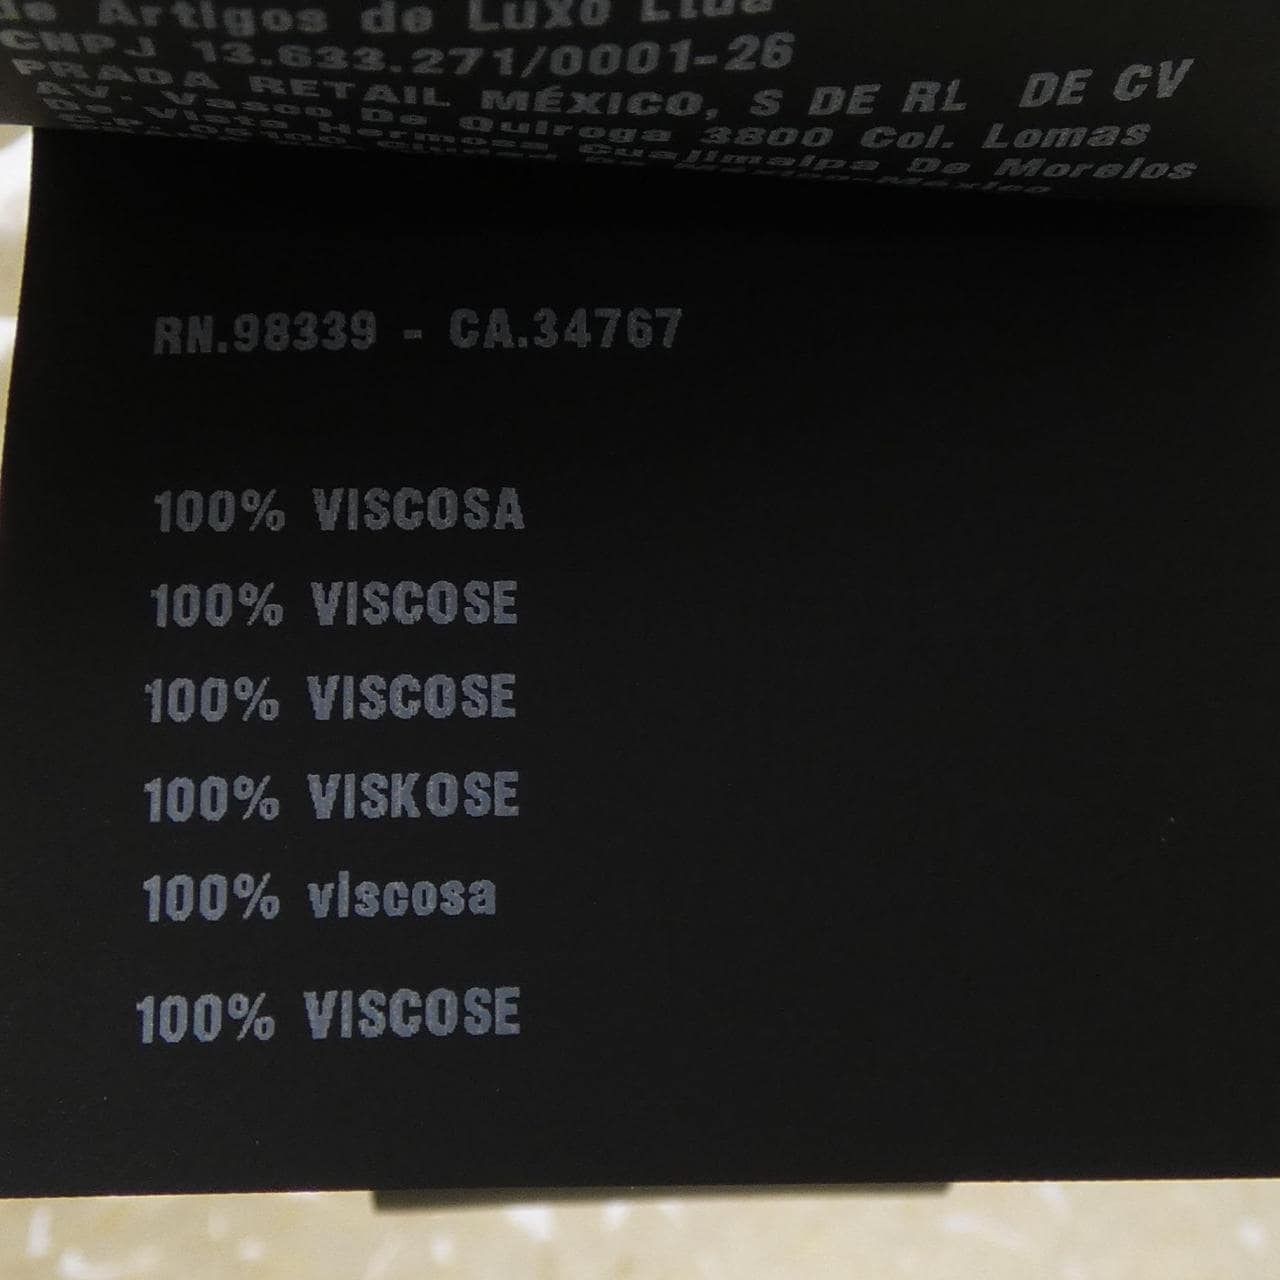 de Artigos de Luxo Ltda
CNPJ 13.633.271/0001-26
PRADA RETAIL MÉXICO, S DE RL DE CV
AV. Vasco De Quiroga 3800 Col. Lomas
De Vista Hermosa Cuajimalpa De Morelos
RN.98339 - CA.34767
100% VISCOSA
100% VISCOSE
100% VISCOSE
100% VISKOSE
100% viscosa
100% VISCOSE